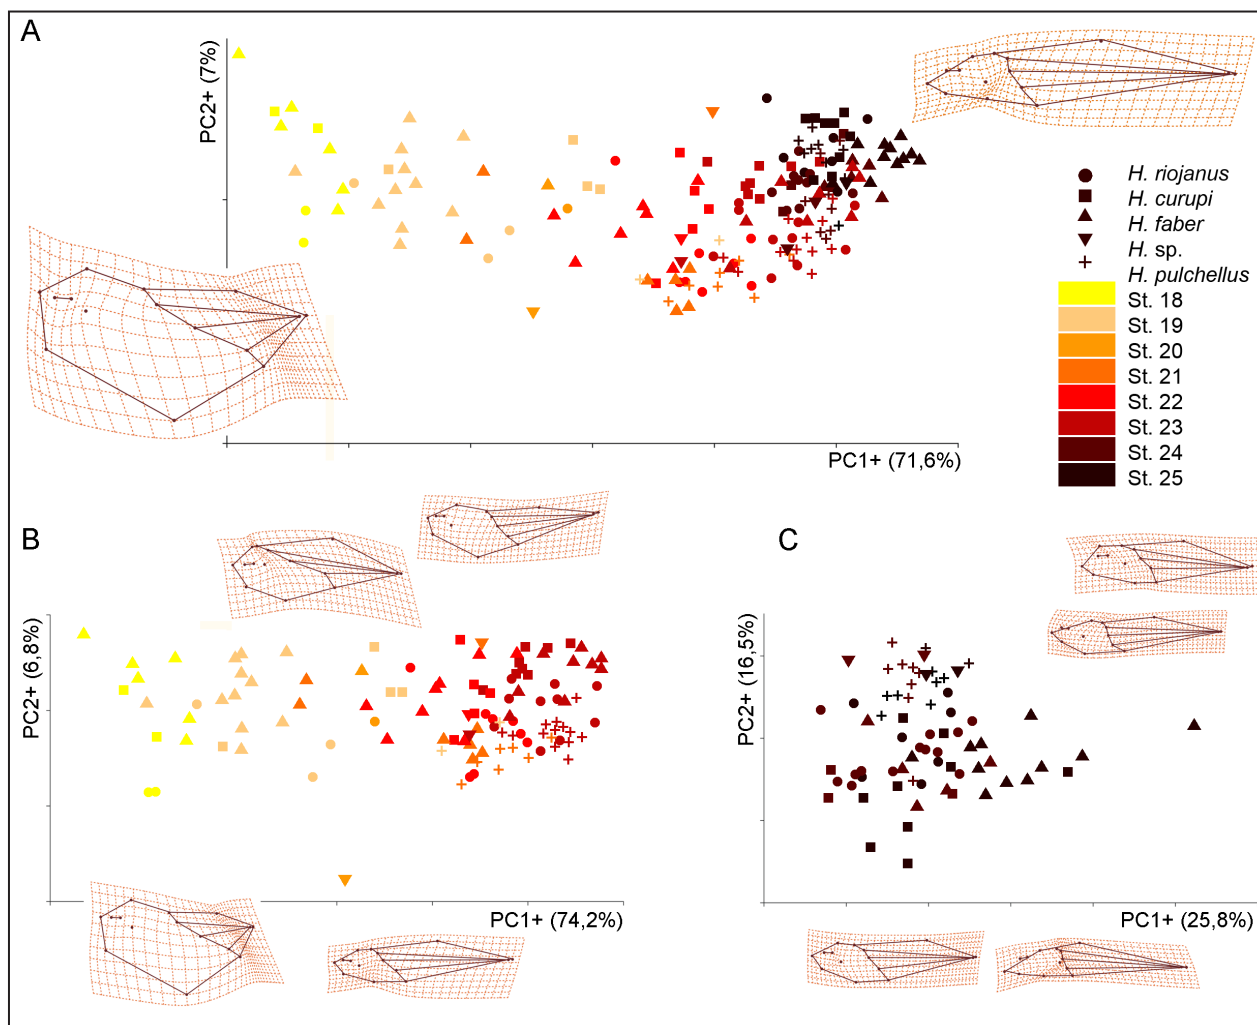 A
PC2+ (7%)
PC1+ (71,6%)
H. riojanus
H. curupi
H. faber
H. sp.
H. pulchellus
St. 18
St. 19
St. 20
St. 21
St. 22
St. 23
St. 24
St. 25
B
PC2+ (6,8%)
PC1+ (74,2%)
C
PC2+ (16,5%)
PC1+ (25,8%)